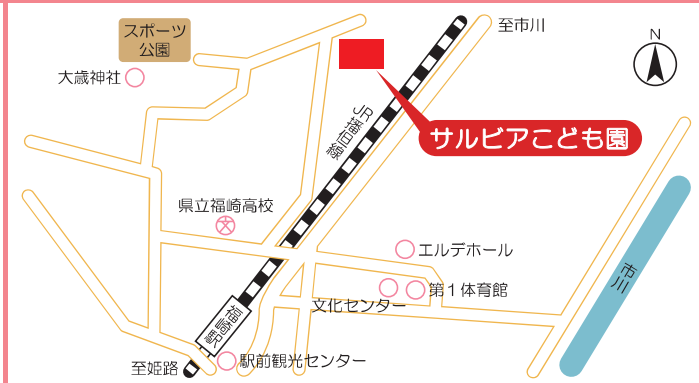 スポーツ
公園
至市川
N
大歳神社
JR播但線
サルビアこども園
県立福崎高校
文
エルデホール
市川
第1体育館
文化センター
福崎駅
駅前観光センター
至姫路